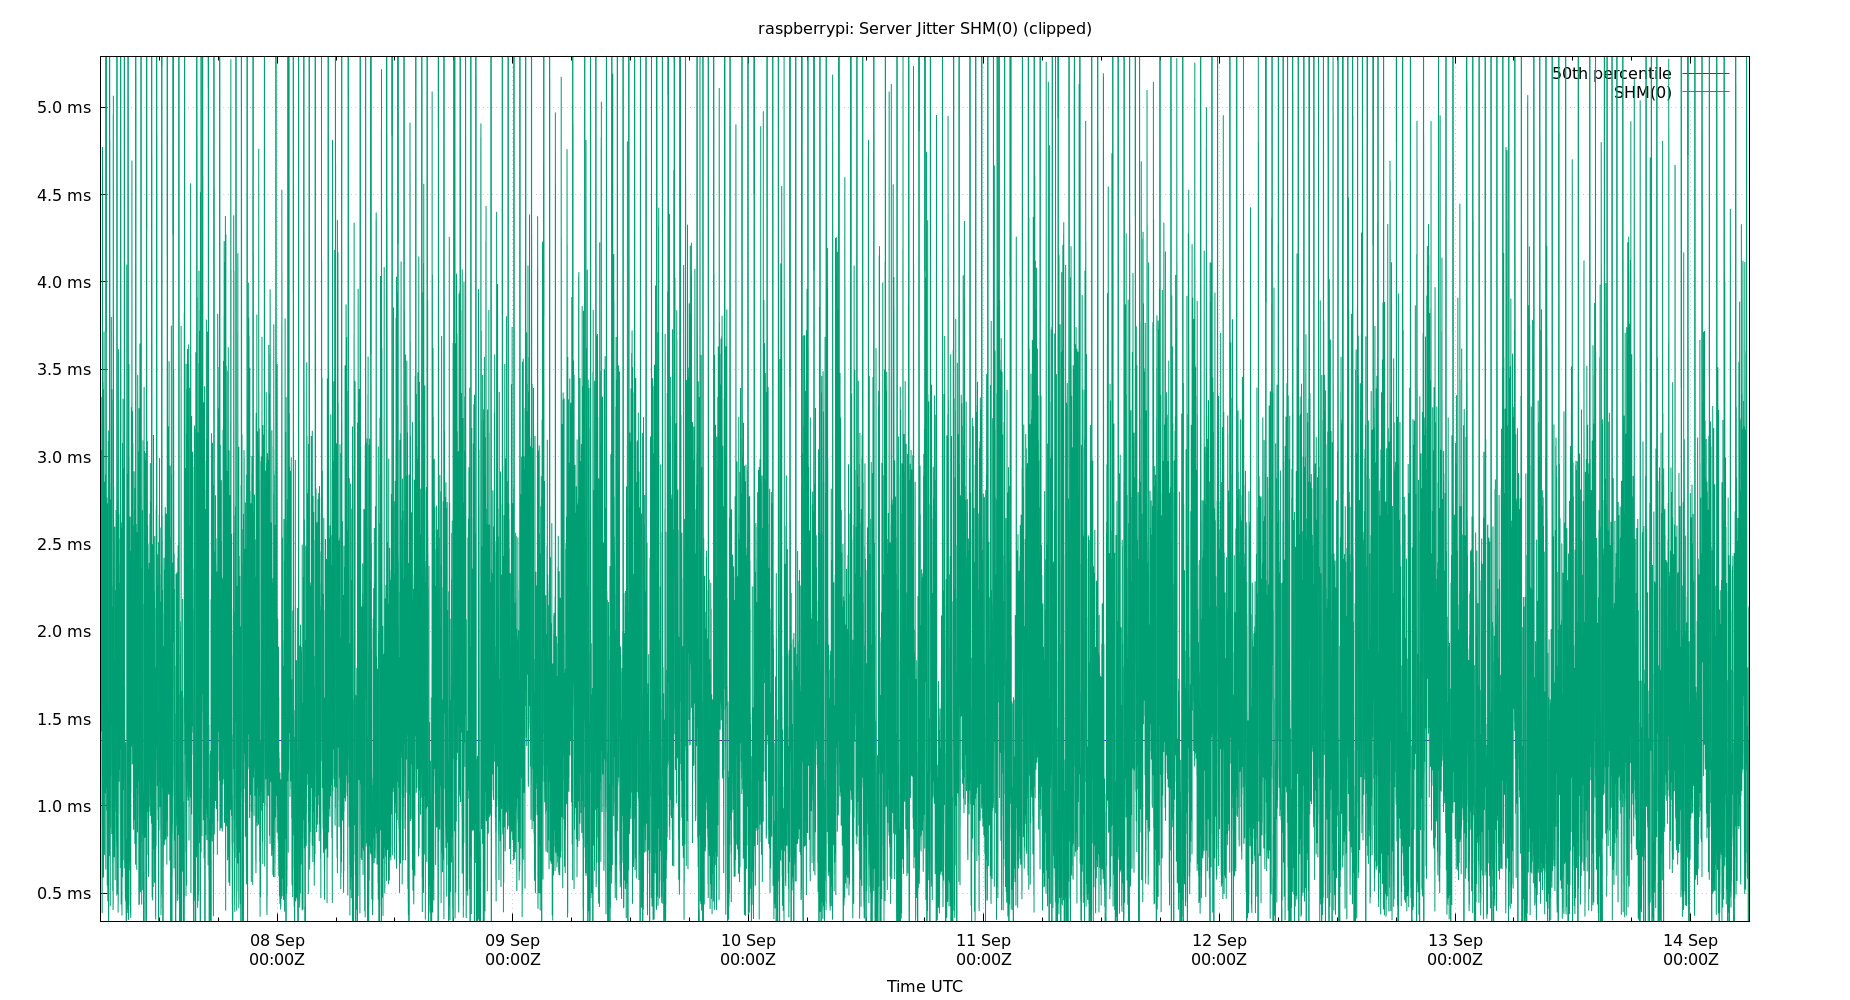 raspberrypi: Server Jitter SHM(0) (clipped)
50th percentile
SHM(0)
5.0 ms
4.5 ms
4.0 ms
3.5 ms
3.0 ms
2.5 ms
2.0 ms
1.5 ms
1.0 ms
0.5 ms
08 Sep 09 Sep 10 Sep 11 Sep 12 Sep 13 Sep 14 Sep
00:00Z 00:00Z 00:00Z 00:00Z 00:00Z 00:00Z 00:00Z
Time UTC